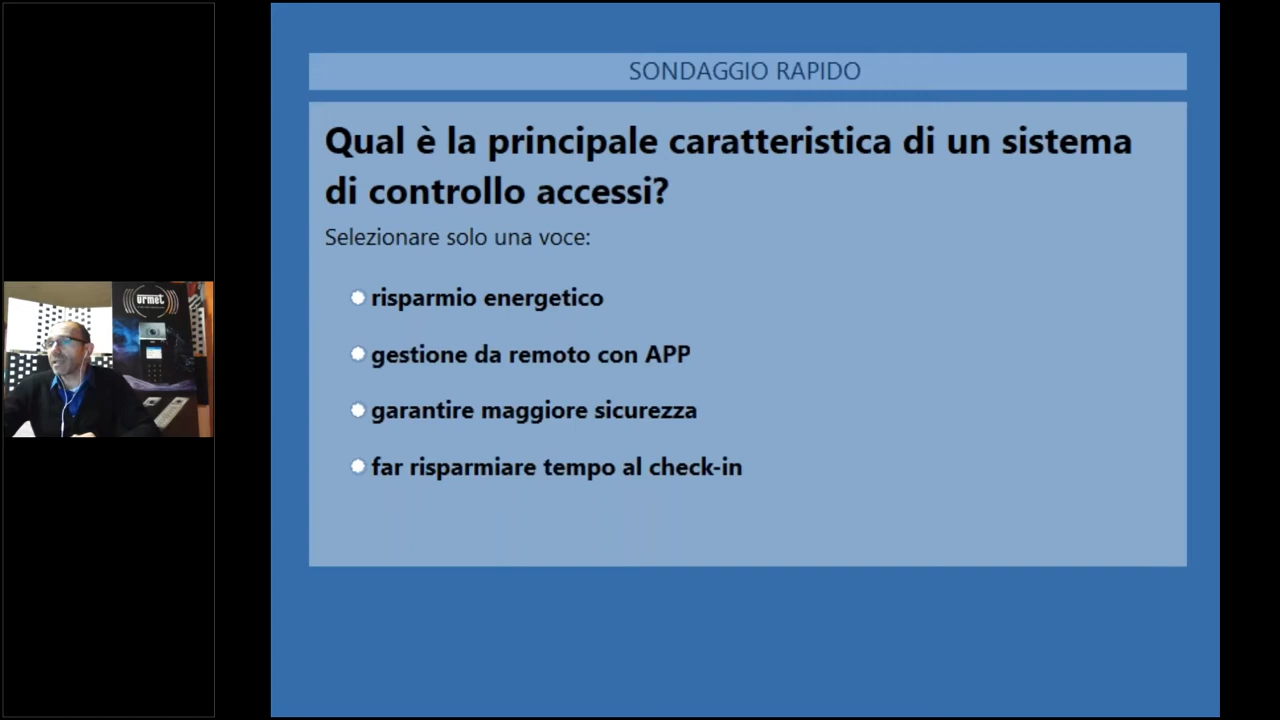 SONDAGGIO RAPIDO
Qual è la principale caratteristica di un sistema
di controllo accessi?
Selezionare solo una voce:
risparmio energetico
gestione da remoto con APP
garantire maggiore sicurezza
far risparmiare tempo al check-in
urmet